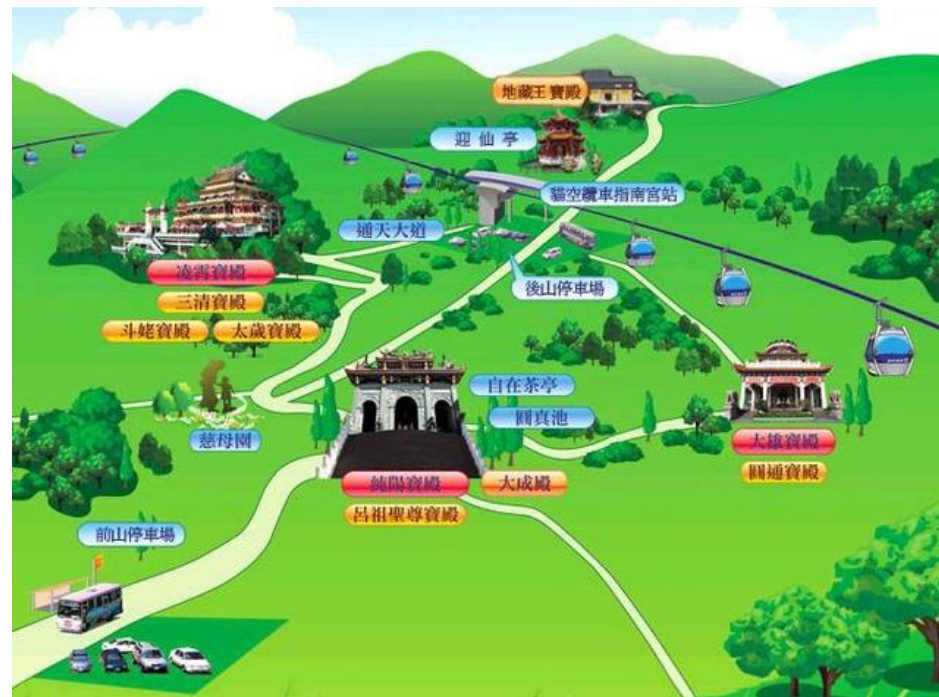 地藏王寶殿
迎仙亭
貓空纜車指南宮站
通天大道
後山停車場
凌霄寶殿
三清寶殿
斗姥寶殿
太歲寶殿
自在茶亭
圓真池
慈母園
大雄寶殿
圓通寶殿
純陽寶殿
大成殿
呂祖聖尊寶殿
前山停車場